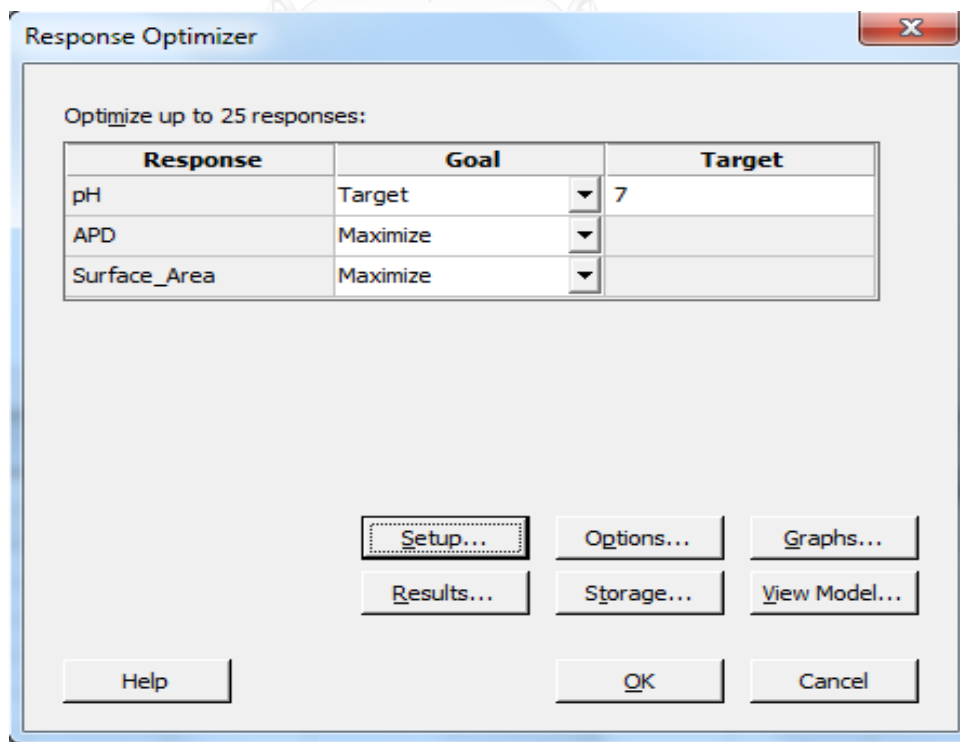 Response Optimizer
Optimize up to 25 responses:
Response Goal Target
pH Target 7
APD Maximize
Surface_Area Maximize
Setup... Options... Graphs...
Results... Storage... View Model...
Help OK Cancel